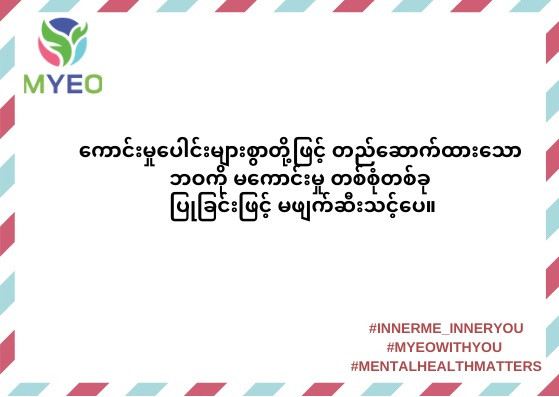 MYEO
ကောင်းမှုပေါင်းများစွာတို့ဖြင့် တည်ဆောက်ထားသော
ဘဝကို မကောင်းမှု တစ်စုံတစ်ခု
ပြုခြင်းဖြင့် မဖျက်ဆီးသင့်ပေ။
#INNERME_INNERYOU
#MYEOWITHYOU
#MENTALHEALTHMATTERS